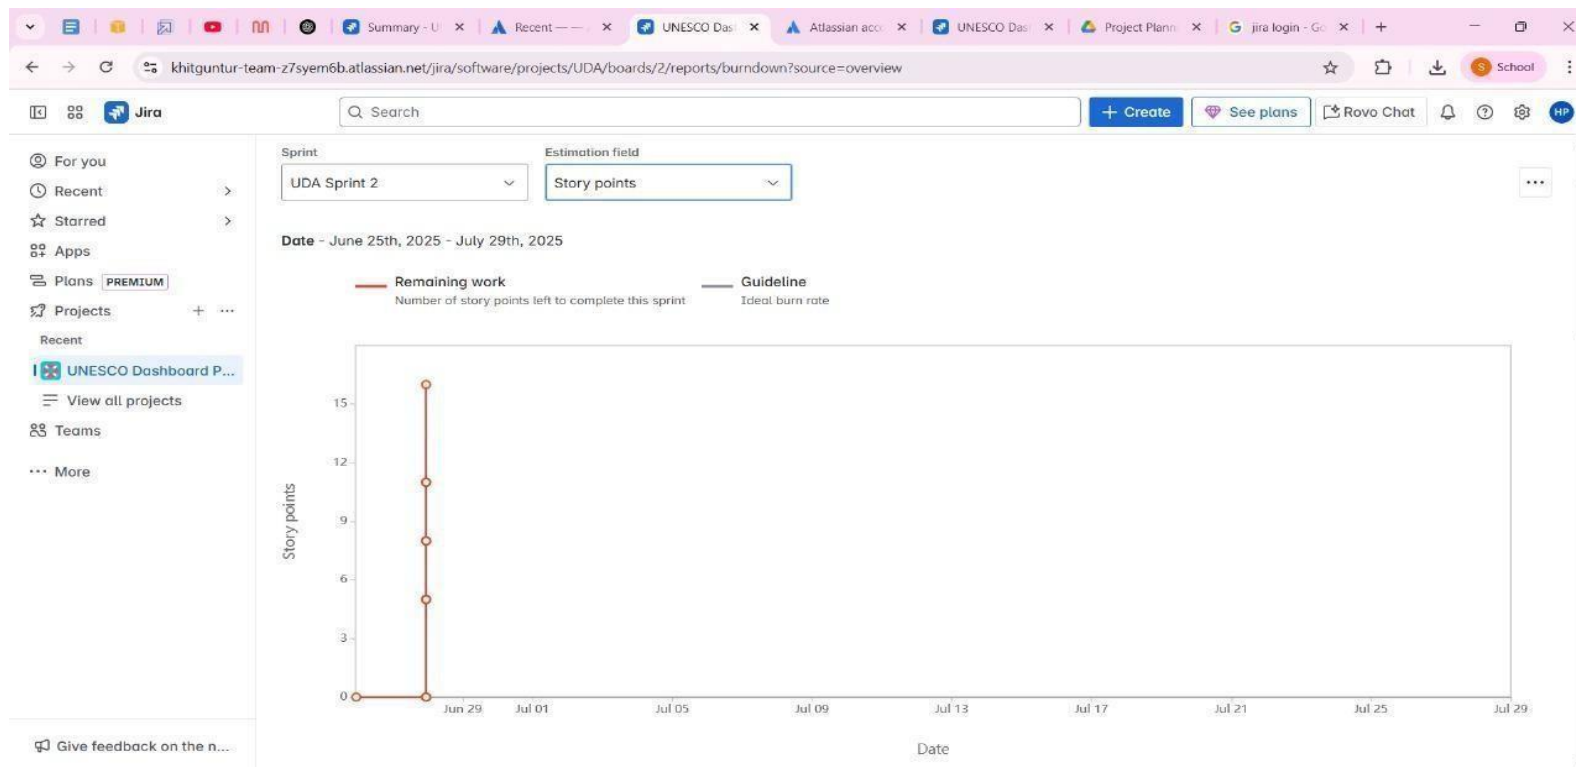 Summary - U
Recent — — 
UNESCO Das
Atlassian acco
UNESCO Das
Project Plann
jira login - Go
khitguntur-team-z7syem6b.atlassian.net/jira/software/projects/UDA/boards/2/reports/burndown?source=overview
S School
Jira
Search
+ Create
See plans
Rovo Chat
HP
For you
Recent
Starred
Apps
Plans PREMIUM
Projects
Recent
UNESCO Dashboard P...
View all projects
Teams
More
Give feedback on the n...
Sprint
UDA Sprint 2
Estimation field
Story points
Date - June 25th, 2025 - July 29th, 2025
Remaining work
Number of story points left to complete this sprint
Guideline
Ideal burn rate
Story points
15
12
9
6
3
0
Jun 29 Jul 01 Jul 05 Jul 09 Jul 13 Jul 17 Jul 21 Jul 25 Jul 29
Date